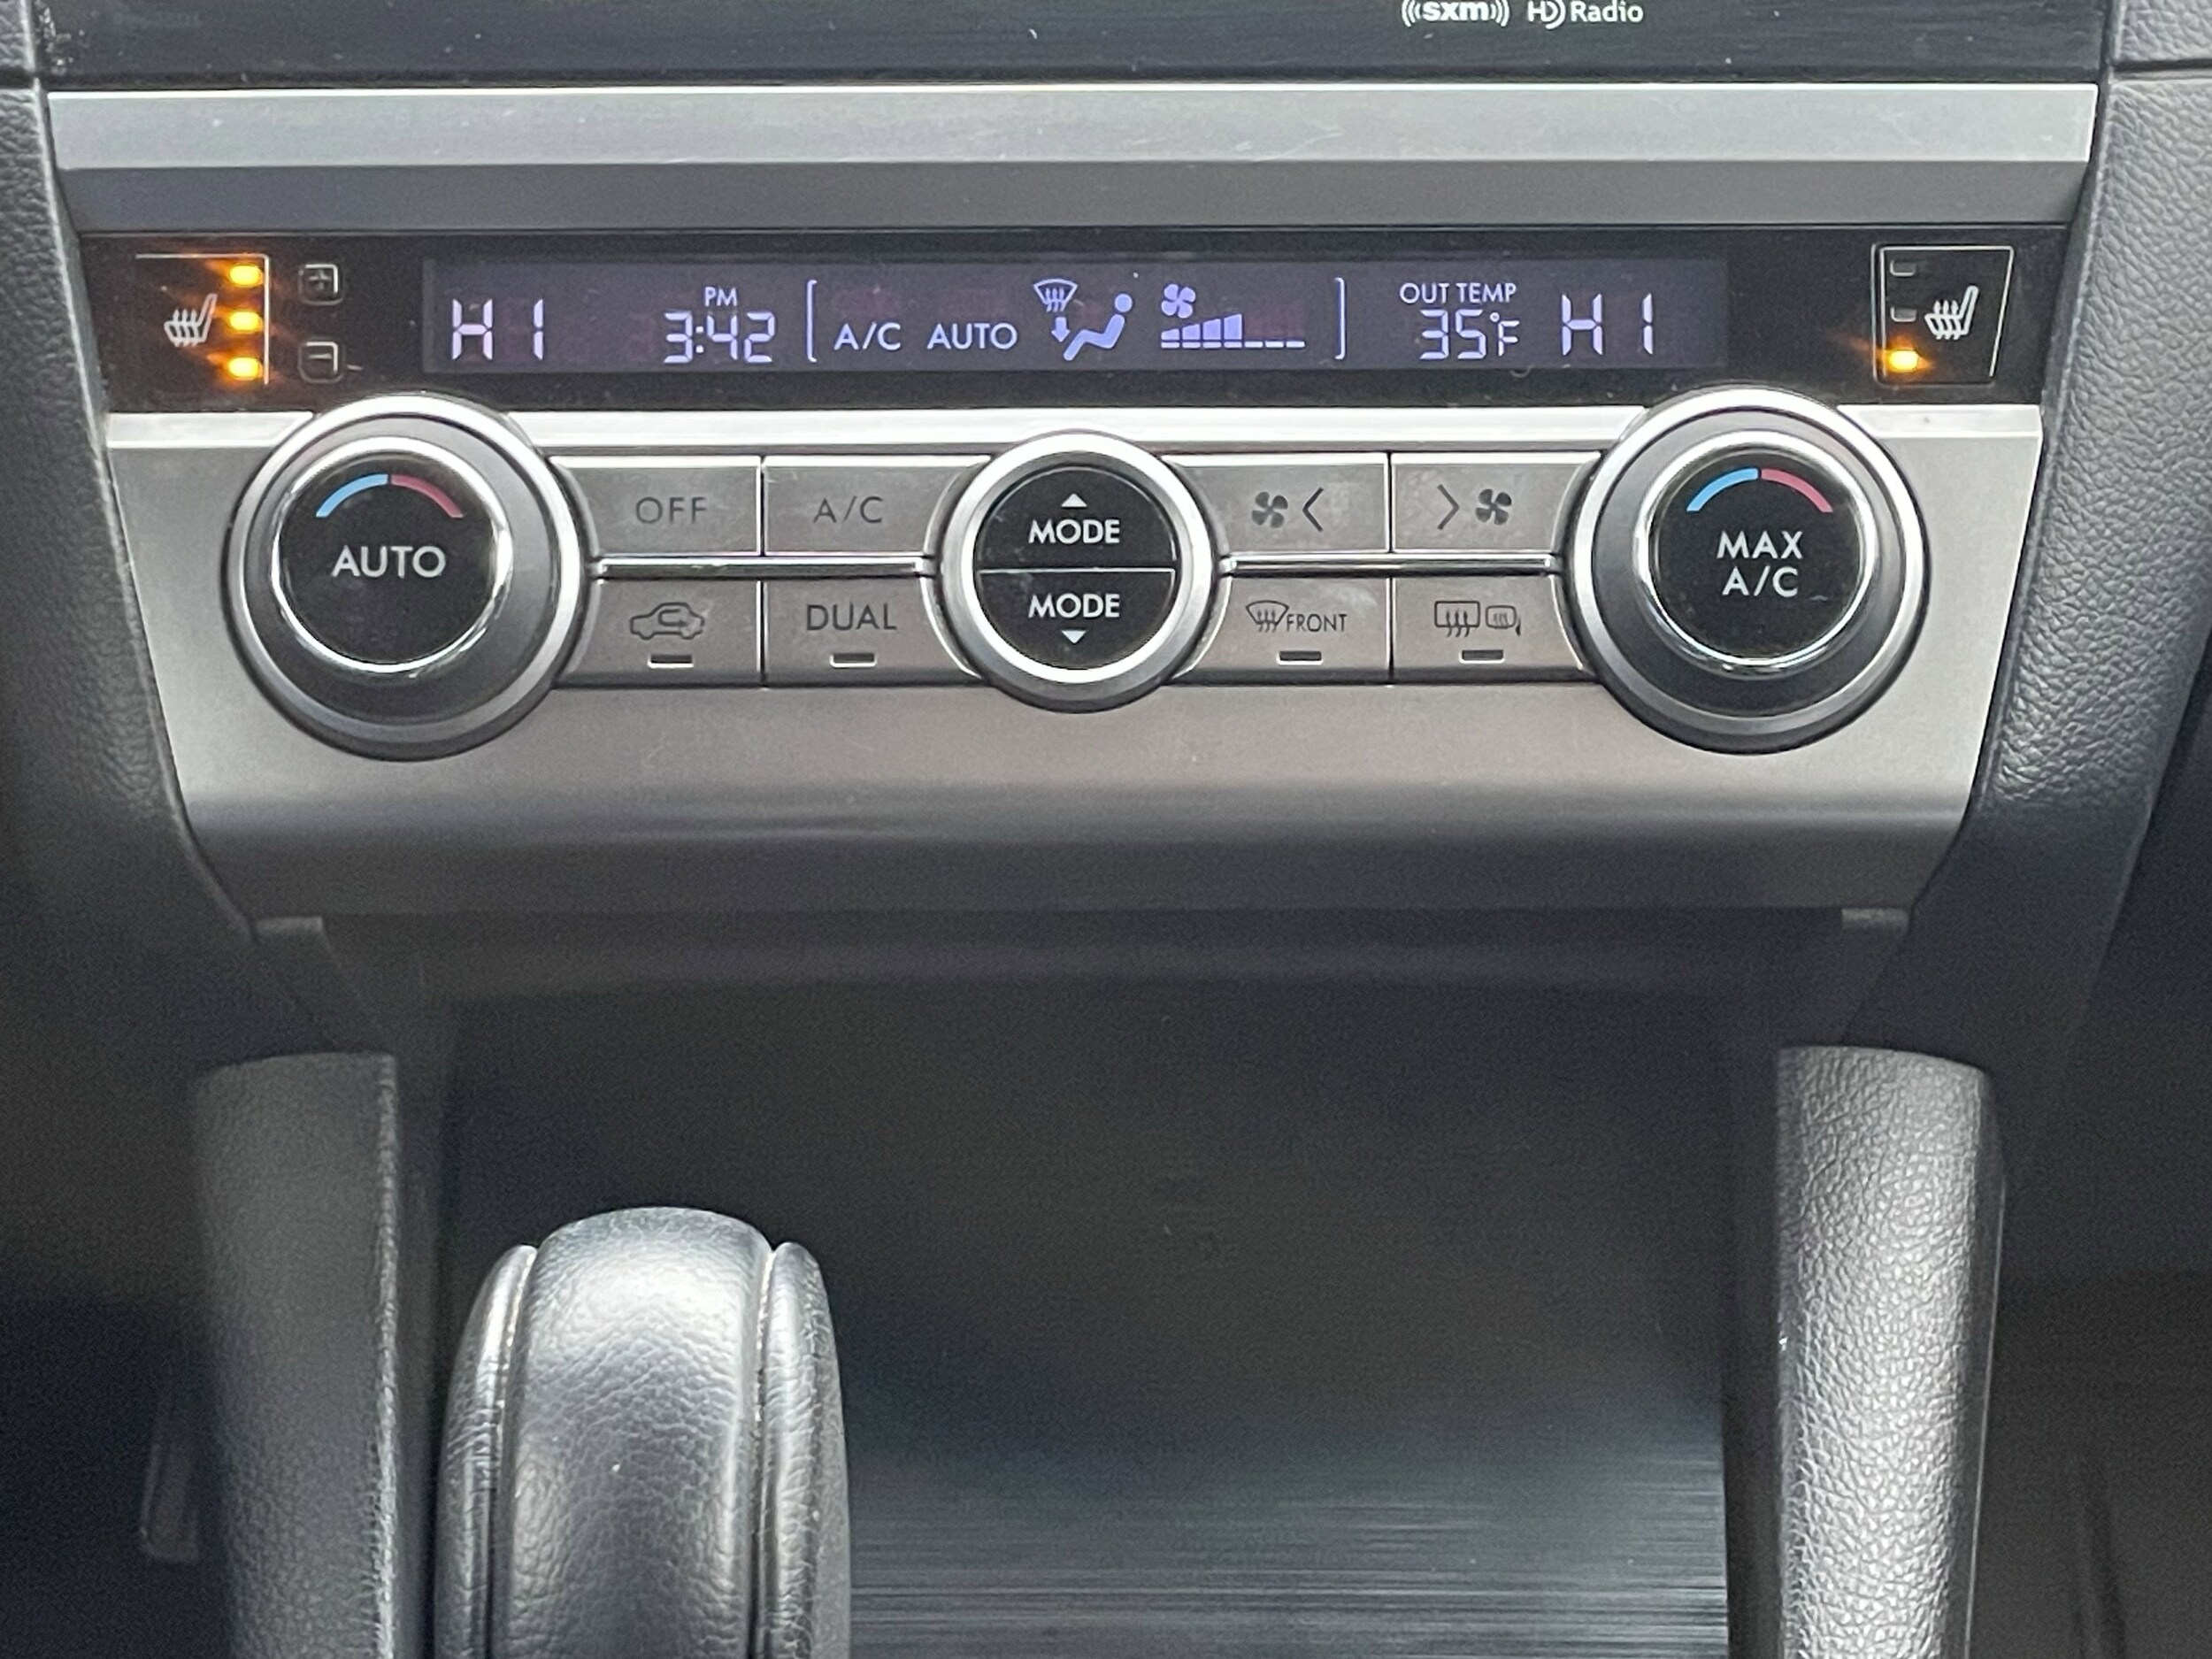 ((sxm)) HD Radio
HI
PM
3:42
A/C AUTO
OUT TEMP
35°F
HI
AUTO
OFF
A/C
MODE
MODE
DUAL
FRONT
MAX
A/C